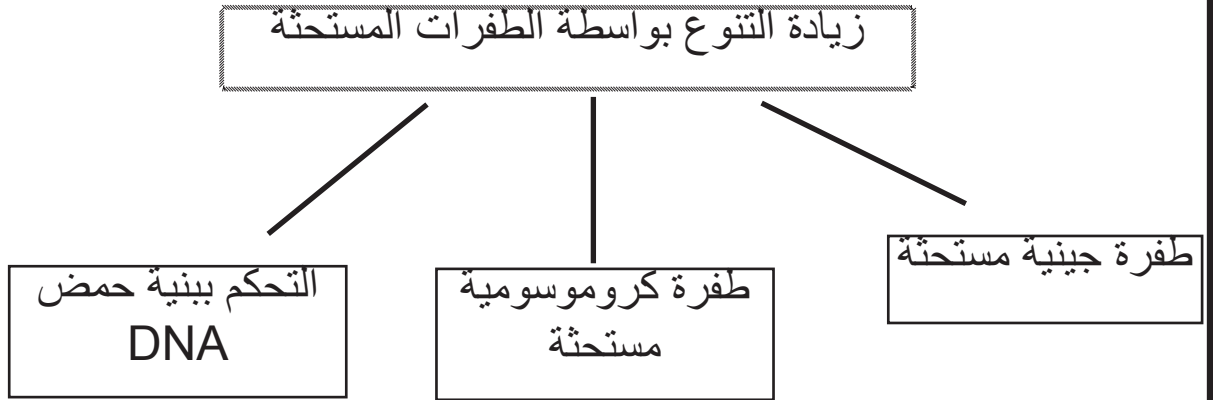 زيادة التنوع بواسطة الطفرات المستحثة
طفرة جينية مستحثة
طفرة كروموسومية
مستحثة
التحكم ببنية حمض
DNA